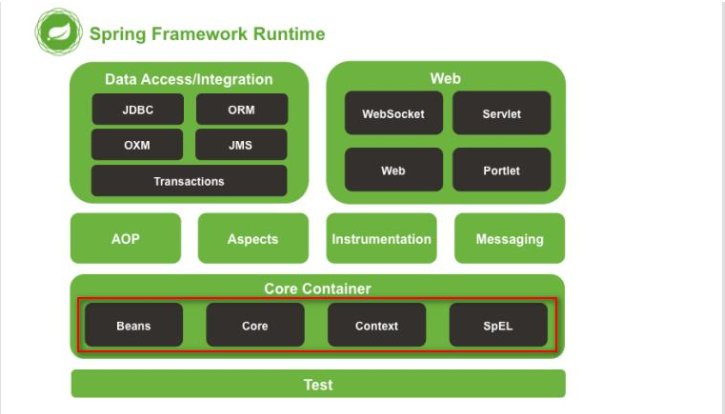 Spring Framework Runtime
Data Access/Integration
Web
JDBC ORM
WebSocket Servlet
OXM JMS
Web Portlet
Transactions
AOP Aspects Instrumentation Messaging
Core Container
Beans Core Context SpEL
Test